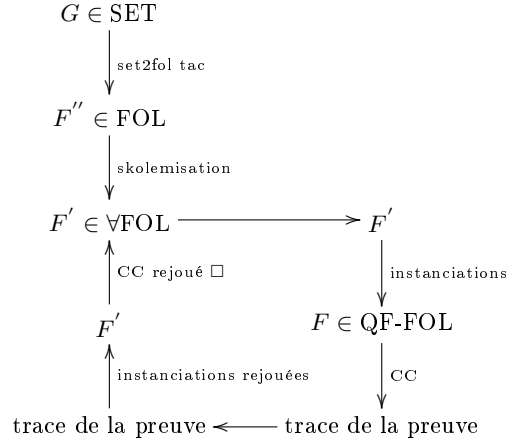 G ∈ SET
set2fol tac
F'' ∈ FOL
skolemisation
F' ∈ ∀FOL
F'
CC rejoué □
instanciations
F'
F ∈ QF-FOL
instanciations rejouées
CC
trace de la preuve
trace de la preuve